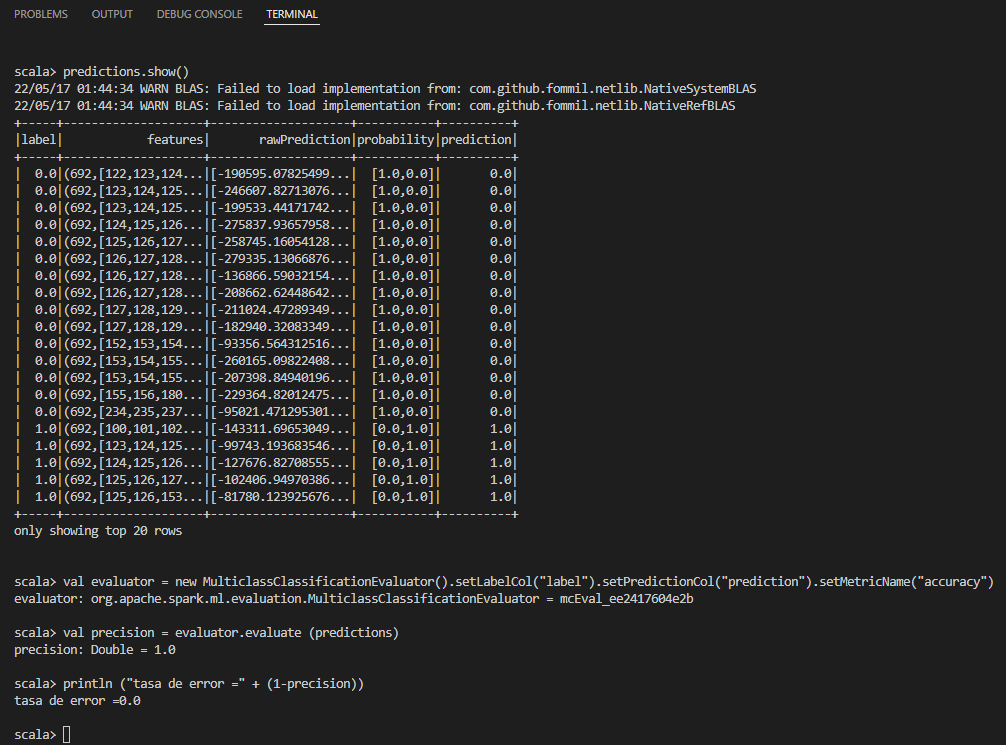 PROBLEMS OUTPUT DEBUG CONSOLE TERMINAL
scala> predictions.show()
22/05/17 01:44:34 WARN BLAS: Failed to load implementation from: com.github.fommil.netlib.NativeSystemBLAS
22/05/17 01:44:34 WARN BLAS: Failed to load implementation from: com.github.fommil.netlib.NativeRefBLAS
+-----+--------------------+--------------------+-----------+----------+
|label|            features|       rawPrediction|probability|prediction|
+-----+--------------------+--------------------+-----------+----------+
|  0.0|(692,[122,123,124...|[-190595.07825499...|  [1.0,0.0]|       0.0|
|  0.0|(692,[123,124,125...|[-246607.82713076...|  [1.0,0.0]|       0.0|
|  0.0|(692,[123,124,125...|[-199533.44171742...|  [1.0,0.0]|       0.0|
|  0.0|(692,[124,125,126...|[-275837.93657958...|  [1.0,0.0]|       0.0|
|  0.0|(692,[125,126,127...|[-258745.16054128...|  [1.0,0.0]|       0.0|
|  0.0|(692,[126,127,128...|[-279335.13066876...|  [1.0,0.0]|       0.0|
|  0.0|(692,[126,127,128...|[-136866.59032154...|  [1.0,0.0]|       0.0|
|  0.0|(692,[126,127,128...|[-208662.62448642...|  [1.0,0.0]|       0.0|
|  0.0|(692,[127,128,129...|[-211024.47289349...|  [1.0,0.0]|       0.0|
|  0.0|(692,[127,128,129...|[-182940.32083349...|  [1.0,0.0]|       0.0|
|  0.0|(692,[152,153,154...|[-93356.564312516...|  [1.0,0.0]|       0.0|
|  0.0|(692,[153,154,155...|[-260165.09822408...|  [1.0,0.0]|       0.0|
|  0.0|(692,[153,154,155...|[-207398.84940196...|  [1.0,0.0]|       0.0|
|  0.0|(692,[155,156,180...|[-229364.82012475...|  [1.0,0.0]|       0.0|
|  0.0|(692,[234,235,237...|[-95021.471295301...|  [1.0,0.0]|       0.0|
|  1.0|(692,[100,101,102...|[-143311.69653049...|  [0.0,1.0]|       1.0|
|  1.0|(692,[123,124,125...|[-99743.193683546...|  [0.0,1.0]|       1.0|
|  1.0|(692,[124,125,126...|[-127676.82708555...|  [0.0,1.0]|       1.0|
|  1.0|(692,[125,126,127...|[-102406.94970386...|  [0.0,1.0]|       1.0|
|  1.0|(692,[125,126,153...|[-81780.123925676...|  [0.0,1.0]|       1.0|
+-----+--------------------+--------------------+-----------+----------+
only showing top 20 rows
scala> val evaluator = new MulticlassClassificationEvaluator().setLabelCol("label").setPredictionCol("prediction").setMetricName("accuracy")
evaluator: org.apache.spark.ml.evaluation.MulticlassClassificationEvaluator = mcEval_ee2417604e2b
scala> val precision = evaluator.evaluate (predictions)
precision: Double = 1.0
scala> println ("tasa de error =" + (1-precision))
tasa de error =0.0
scala>